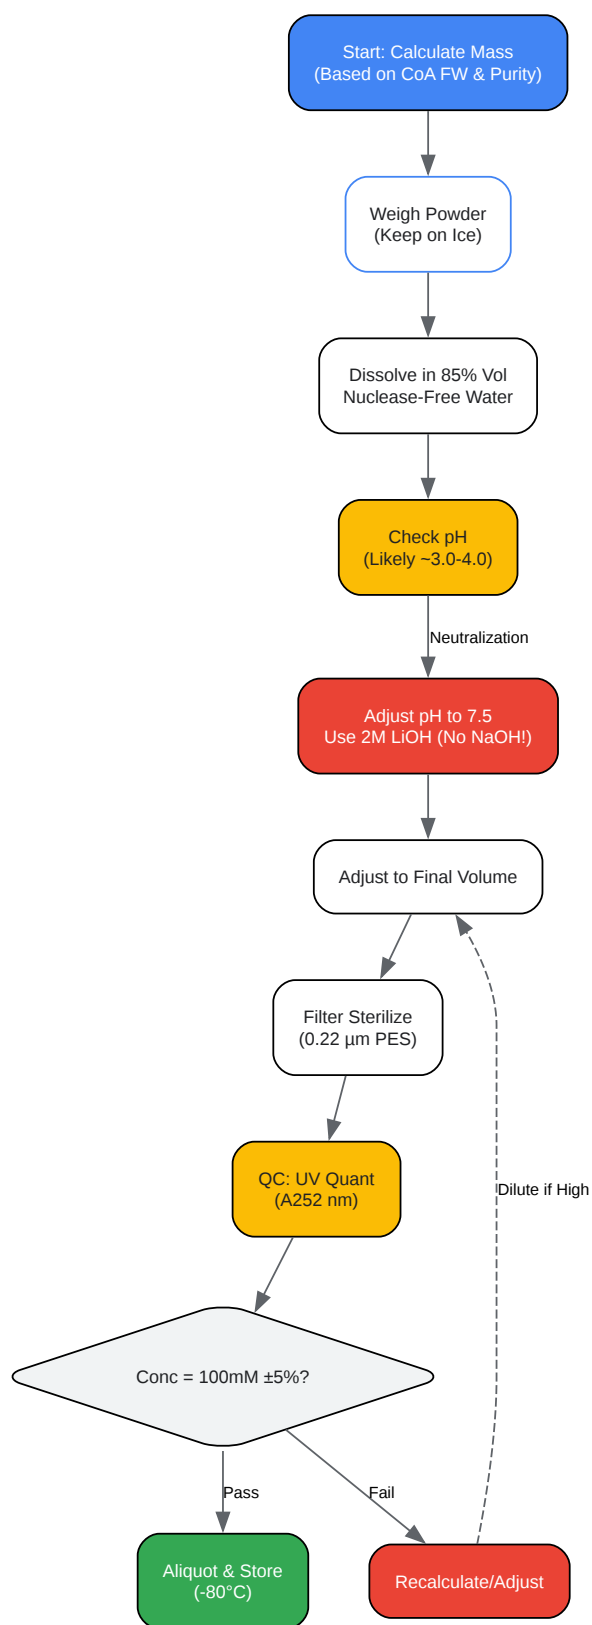 Start: Calculate Mass
(Based on CoA FW & Purity)
Weigh Powder
(Keep on Ice)
Dissolve in 85% Vol
Nuclease-Free Water
Check pH
(Likely ~3.0-4.0)
Neutralization
Adjust pH to 7.5
Use 2M LiOH (No NaOH!)
Adjust to Final Volume
Filter Sterilize
(0.22 µm PES)
QC: UV Quant
(A252 nm)
Dilute if High
Conc = 100mM ±5%?
Pass
Fail
Aliquot & Store
(-80°C)
Recalculate/Adjust